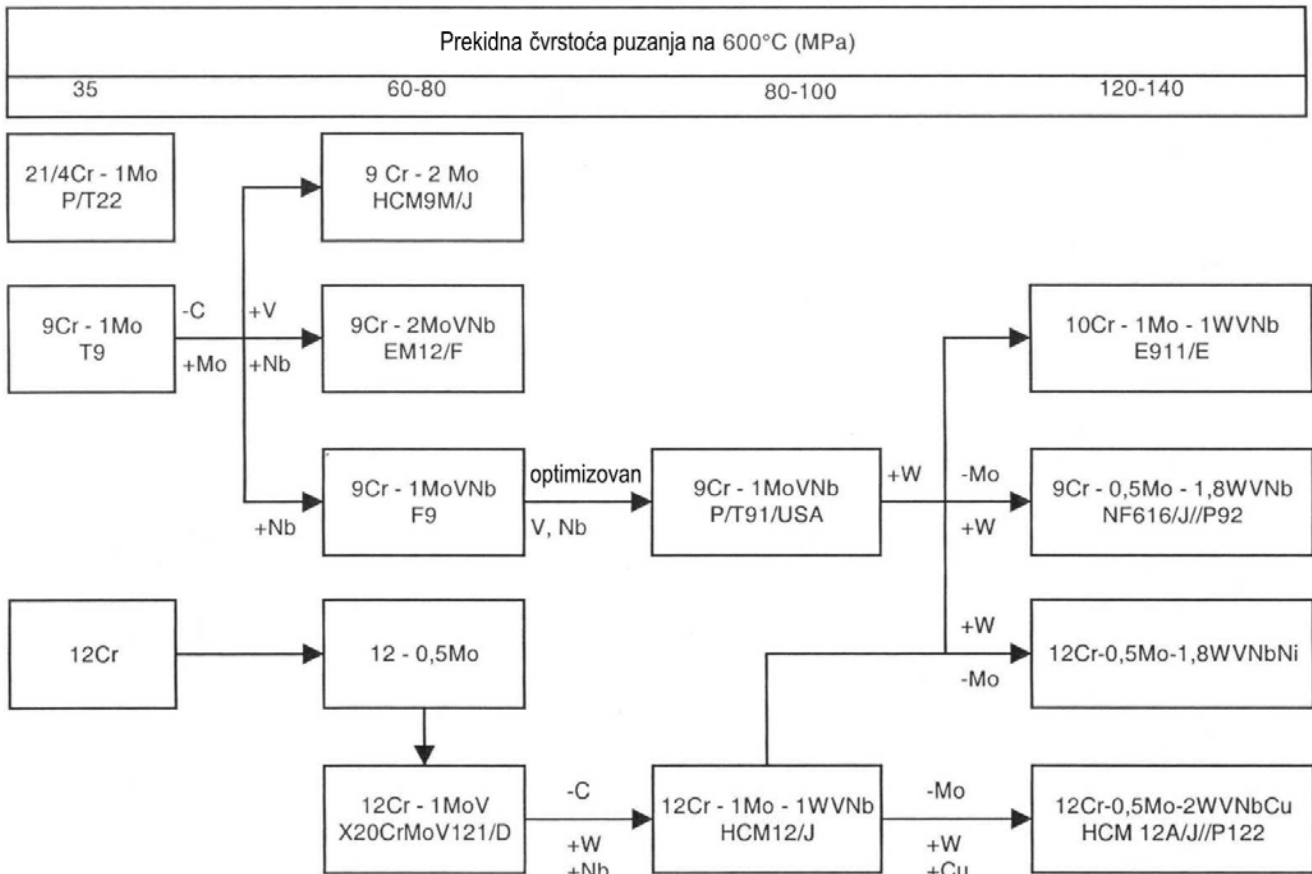 Prekidna čvrstoća puzanja na 600°C (MPa)
35
60-80
80-100
120-140
21/4Cr - 1Mo
P/T22
9 Cr - 2 Mo
HCM9M/J
9Cr - 1Mo
T9
-C
+Mo
+V
+Nb
9Cr - 2MoVNb
EM12/F
10Cr - 1Mo - 1WVNb
E911/E
+Nb
9Cr - 1MoVNb
F9
optimizovan
V, Nb
9Cr - 1MoVNb
P/T91/USA
+W
-Mo
+W
9Cr - 0,5Mo - 1,8WVNb
NF616/J//P92
12Cr
12 - 0,5Mo
+W
-Mo
12Cr-0,5Mo-1,8WVNbNi
12Cr - 1MoV
X20CrMoV121/D
-C
+W
+Nb
12Cr - 1Mo - 1WVNb
HCM12/J
-Mo
+W
+Cu
12Cr-0,5Mo-2WVNbCu
HCM 12A/J//P122